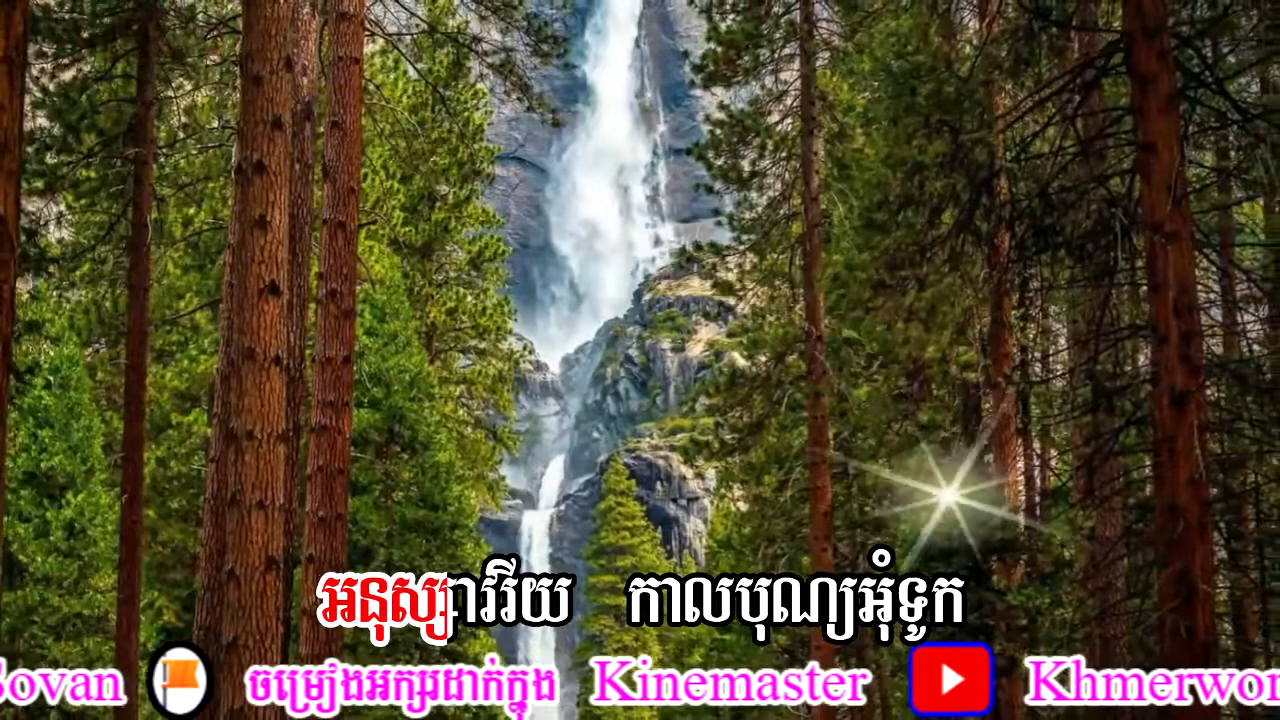 អនុស្សាវរីយ កាលបុណ្យអុំទូក
Sovan ចម្រៀងអក្សរដាក់ក្នុង Kinemaster Khmerwor